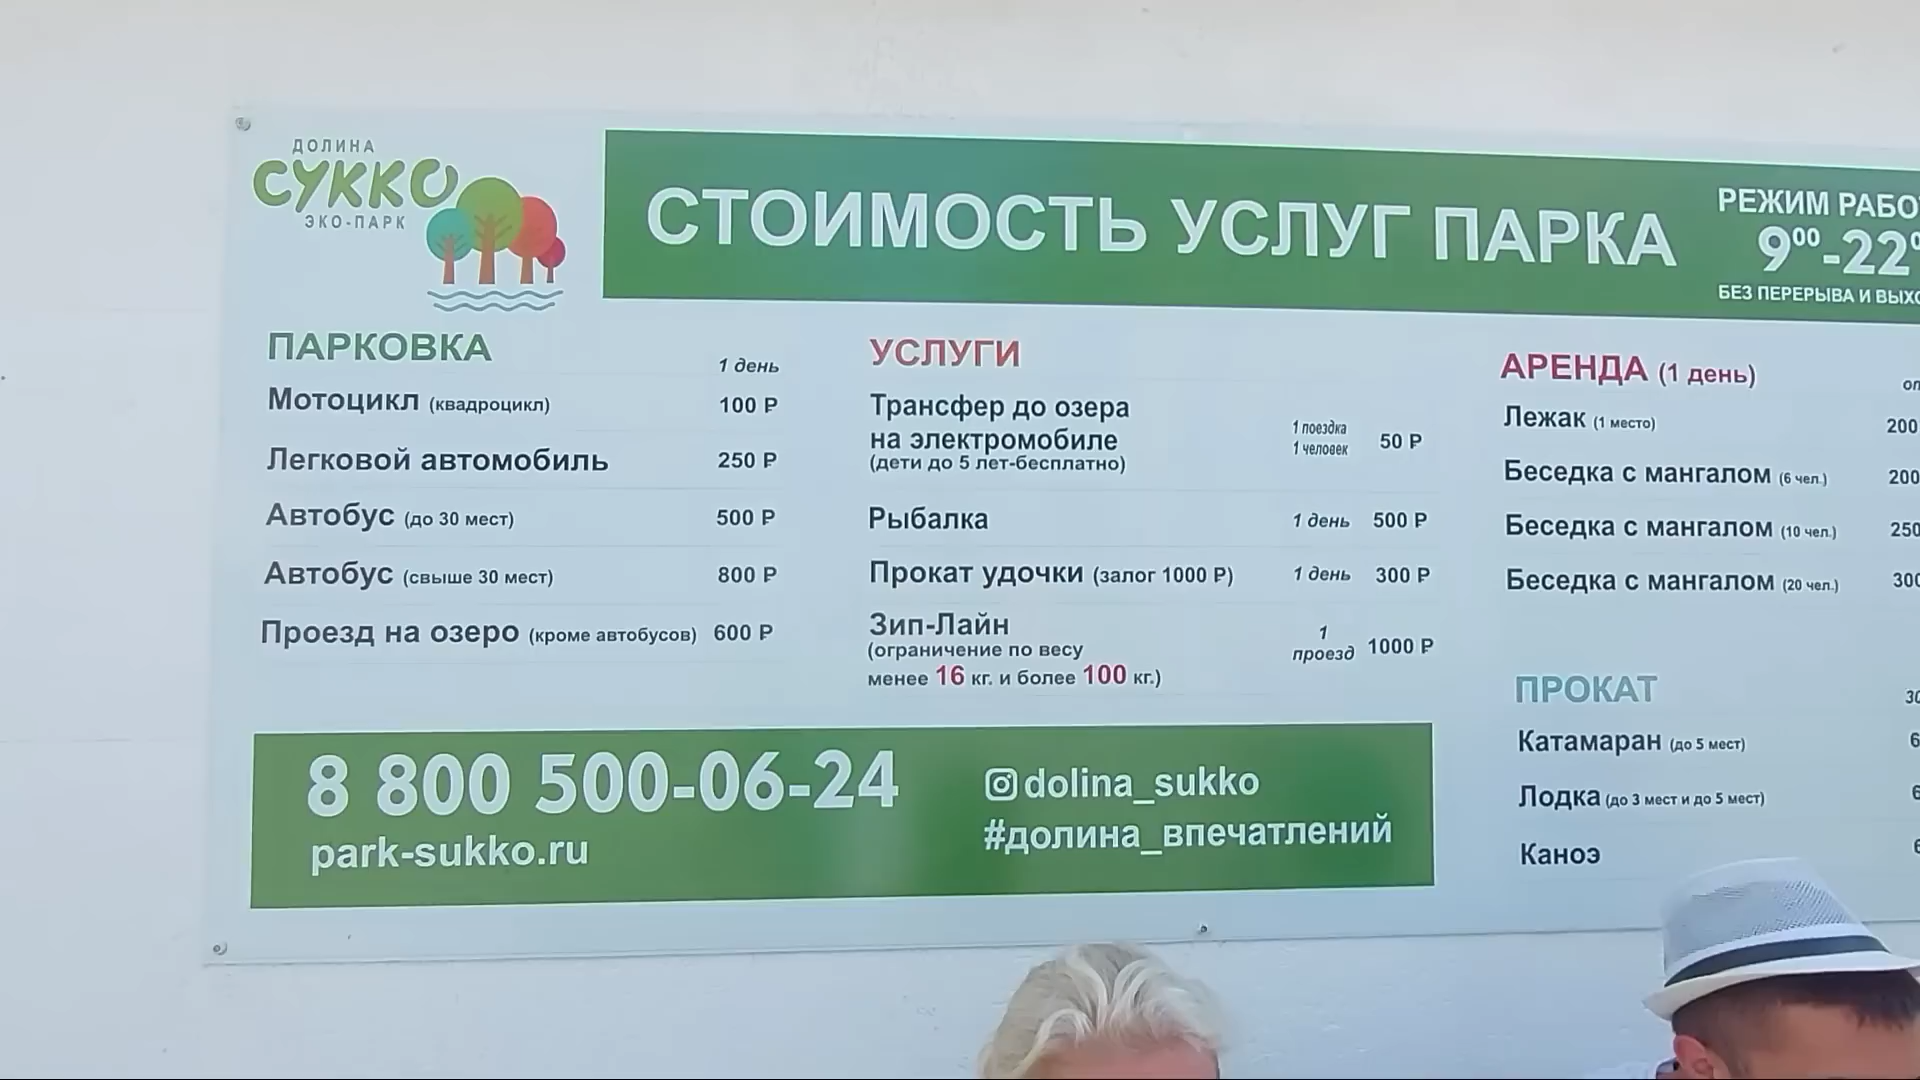 ДОЛИНА
СУККО
ЭКО-ПАРК
СТОИМОСТЬ УСЛУГ ПАРКА
РЕЖИМ
9⁰⁰-22
БЕЗ ПЕРЕРЫВА И
ПАРКОВКА
1 день
Мотоцикл (квадроцикл) 100 Р
Легковой автомобиль 250 Р
Автобус (до 30 мест) 500 Р
Автобус (свыше 30 мест) 800 Р
Проезд на озеро (кроме автобусов) 600 Р
УСЛУГИ
Трансфер до озера
на электромобиле
(дети до 5 лет-бесплатно)
1 поездка
1 человек
50 Р
Рыбалка 1 день 500 Р
Прокат удочки (залог 1000 Р) 1 день 300 Р
Зип-Лайн
(ограничение по весу
менее 16 кг. и более 100 кг.)
1
проезд
1000 Р
АРЕНДА (1 день)
Лежак (1 место) 200
Беседка с мангалом (6 чел.) 200
Беседка с мангалом (10 чел.) 250
Беседка с мангалом (20 чел.) 300
ПРОКАТ
Катамаран (до 5 мест)
Лодка (до 3 мест и до 5 мест)
Каноэ
8 800 500-06-24
park-sukko.ru
dolina_sukko
#долина_впечатлений